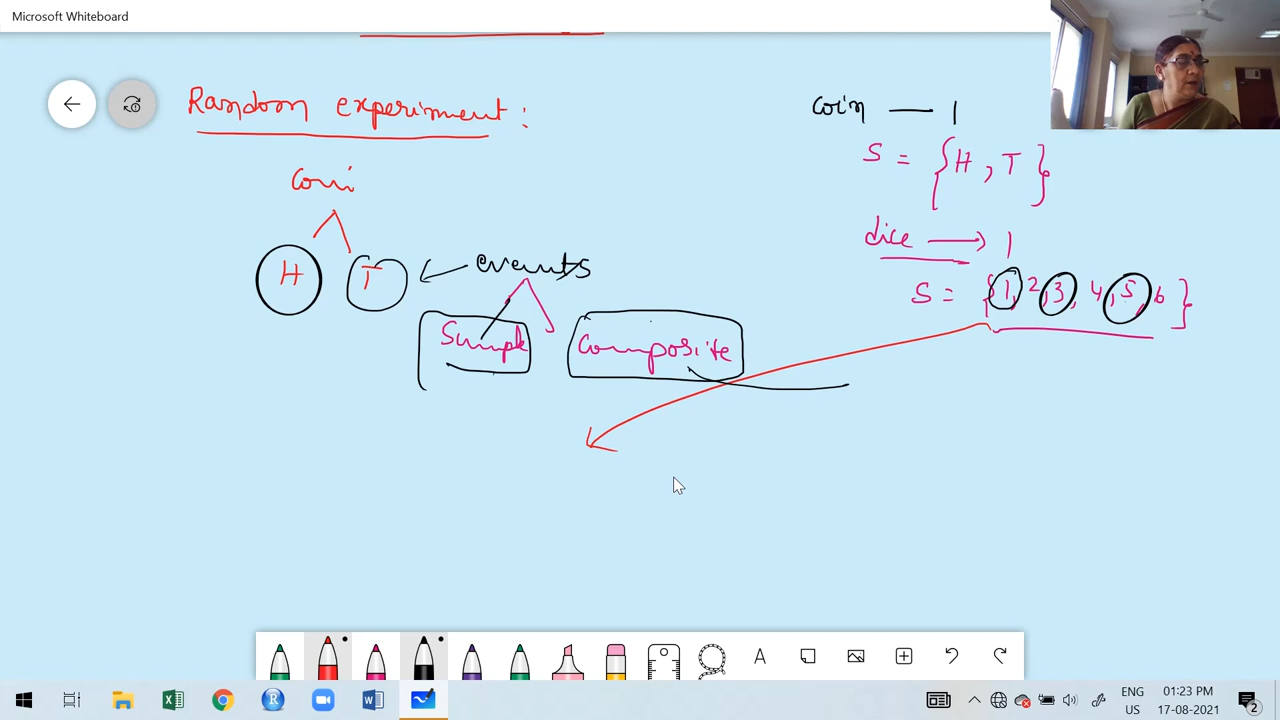 Microsoft Whiteboard
Random experiment :
coin — 1
S = {H, T}
Coin
dice → 1
H T ← events
S = {1, 2, 3, 4, 5, 6}
Simple Composite
A
ENG
US
01:23 PM
17-08-2021
2